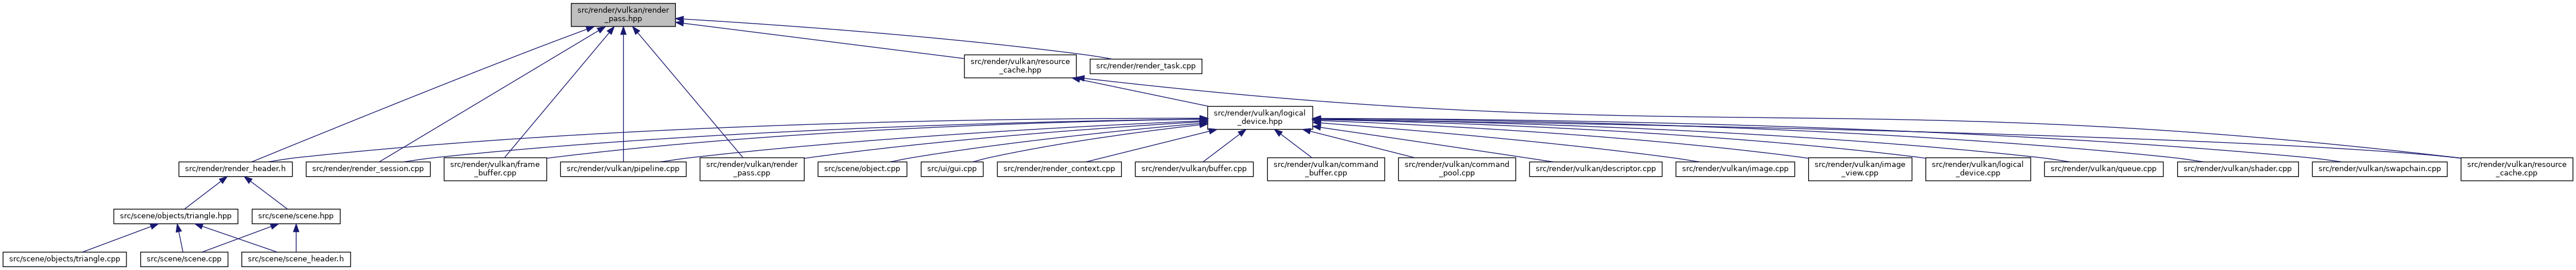 src/render/vulkan/render
_pass.hpp
src/render/vulkan/resource
_cache.hpp
src/render/render_task.cpp
src/render/vulkan/logical
_device.hpp
src/render/render_header.h
src/render/render_session.cpp
src/render/vulkan/frame
_buffer.cpp
src/render/vulkan/pipeline.cpp
src/render/vulkan/render
_pass.cpp
src/scene/object.cpp
src/ui/gui.cpp
src/render/render_context.cpp
src/render/vulkan/buffer.cpp
src/render/vulkan/command
_buffer.cpp
src/render/vulkan/command
_pool.cpp
src/render/vulkan/descriptor.cpp
src/render/vulkan/image.cpp
src/render/vulkan/image
_view.cpp
src/render/vulkan/logical
_device.cpp
src/render/vulkan/queue.cpp
src/render/vulkan/shader.cpp
src/render/vulkan/swapchain.cpp
src/render/vulkan/resource
_cache.cpp
src/scene/objects/triangle.hpp
src/scene/scene.hpp
src/scene/objects/triangle.cpp
src/scene/scene.cpp
src/scene/scene_header.h